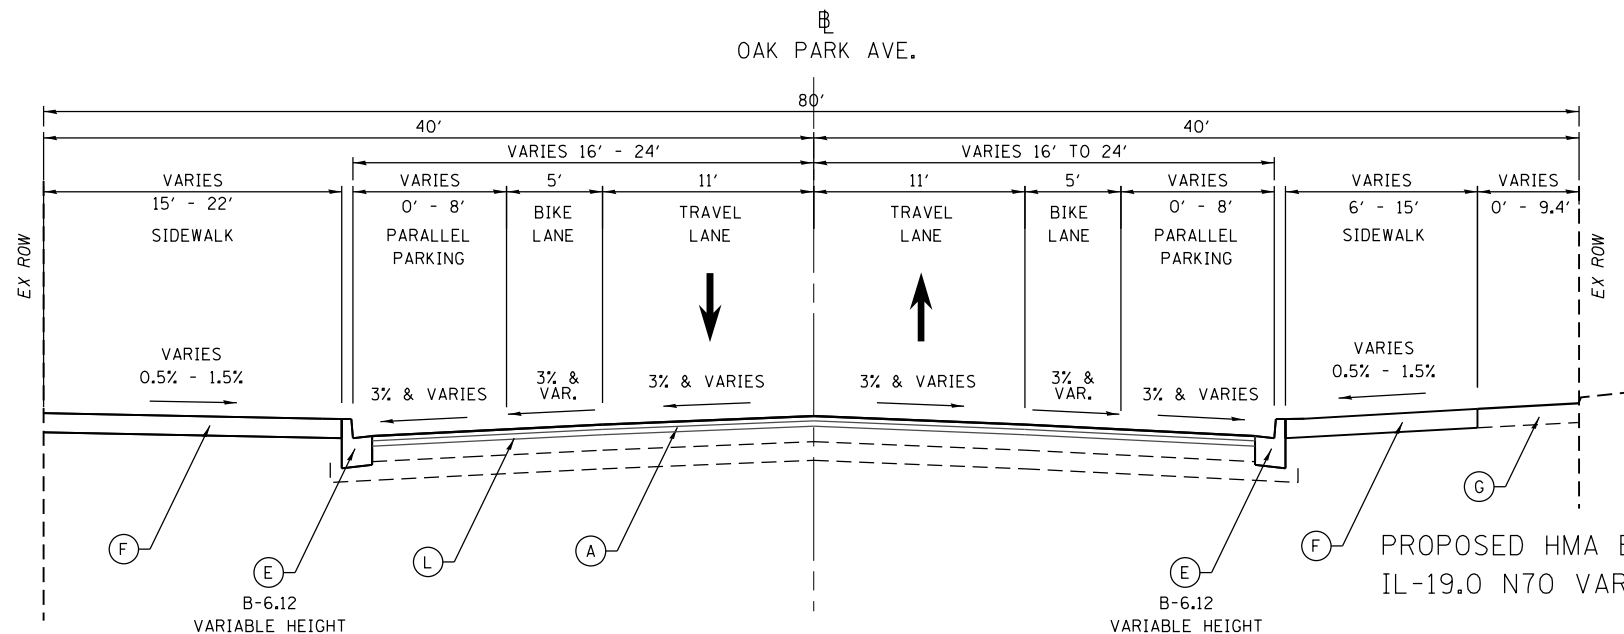 ℄
OAK PARK AVE.
80'
40'
40'
VARIES 16' - 24'
VARIES 16' TO 24'
VARIES
15' - 22'
SIDEWALK
VARIES
0' - 8'
PARALLEL
PARKING
5'
BIKE
LANE
11'
TRAVEL
LANE
11'
TRAVEL
LANE
5'
BIKE
LANE
VARIES
0' - 8'
PARALLEL
PARKING
VARIES
6' - 15'
SIDEWALK
VARIES
0' - 9.4'
EX ROW
EX ROW
VARIES
0.5% - 1.5%
3% & VARIES
3% &
VAR.
3% & VARIES
3% & VARIES
3% &
VAR.
3% & VARIES
VARIES
0.5% - 1.5%
F
E
B-6.12
VARIABLE HEIGHT
L
A
E
B-6.12
VARIABLE HEIGHT
F
G
PROPOSED HMA
IL-19.0 N70 VAR